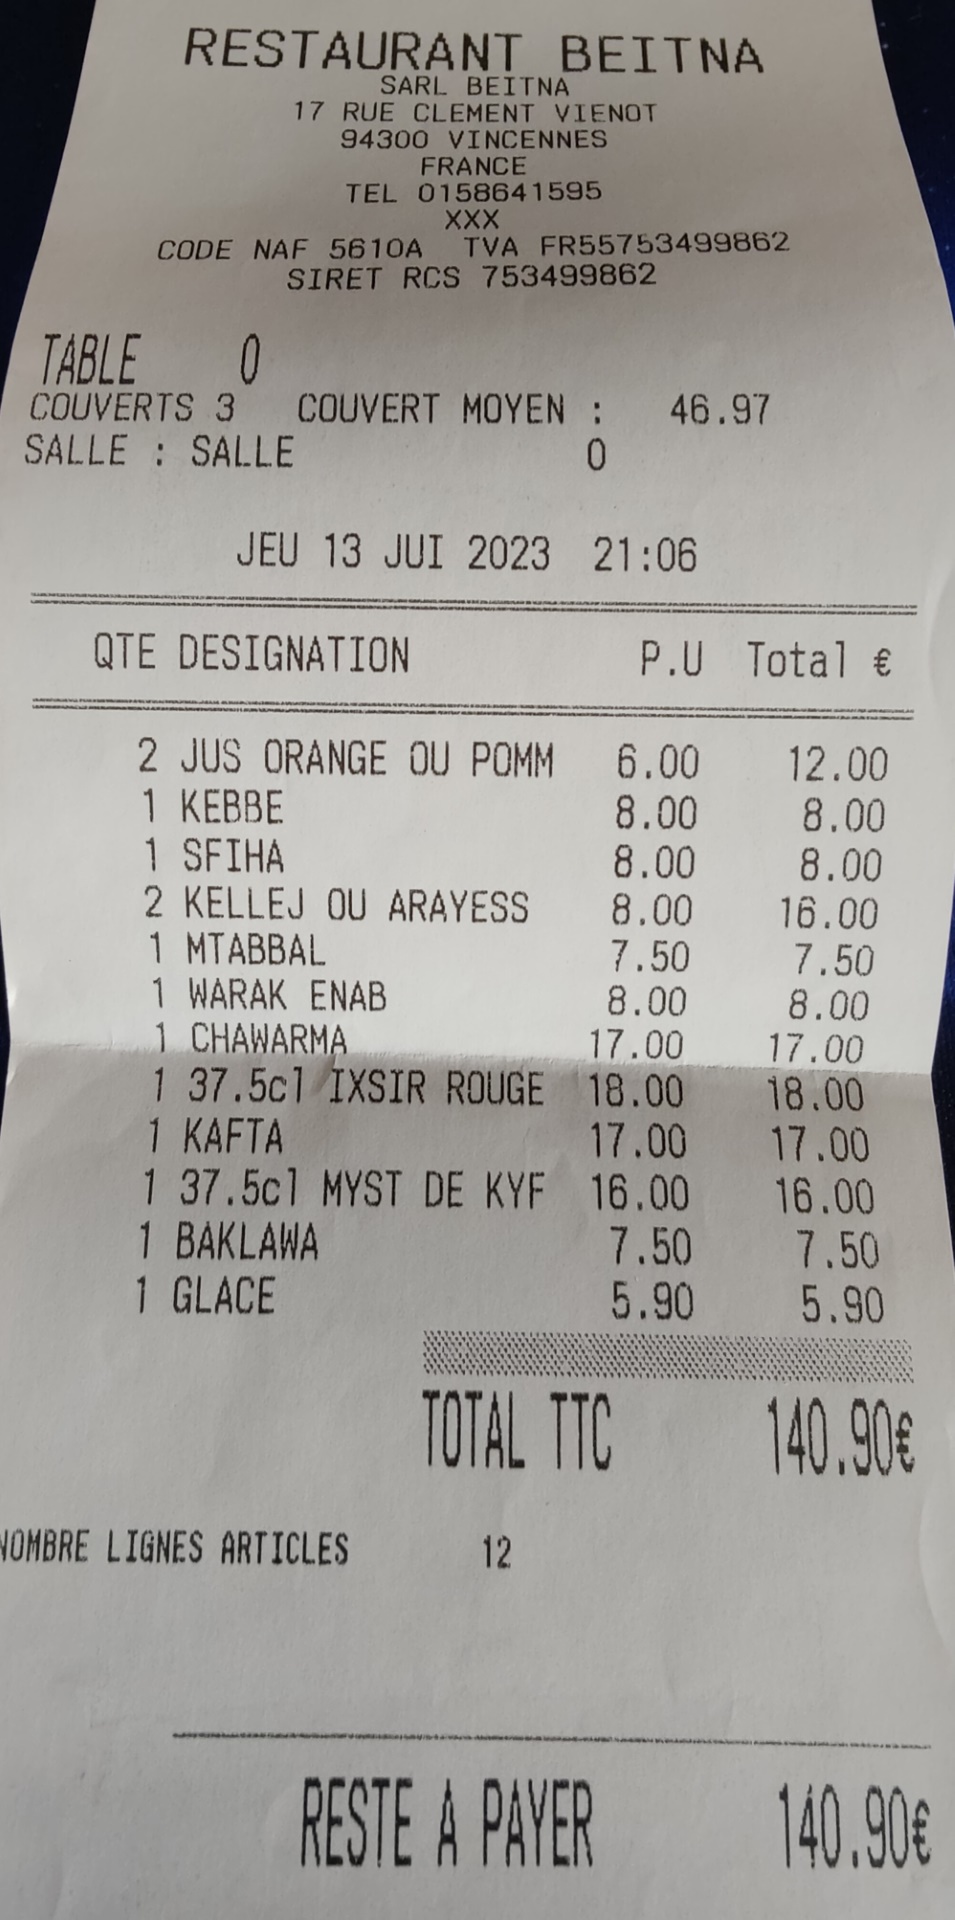 RESTAURANT BEITNA
SARL BEITNA
17 RUE CLEMENT VIENOT
94300 VINCENNES
FRANCE
TEL 0158641595
XXX
CODE NAF 5610A TVA FR55753499862
SIRET RCS 753499862
TABLE 0
COUVERTS 3 COUVERT MOYEN : 46.97
SALLE : SALLE 0
JEU 13 JUI 2023 21:06
QTE DESIGNATION P.U Total €
2 JUS ORANGE OU POMM 6.00 12.00
1 KEBBE 8.00 8.00
1 SFIHA 8.00 8.00
2 KELLEJ OU ARAYESS 8.00 16.00
1 MTABBAL 7.50 7.50
1 WARAK ENAB 8.00 8.00
1 CHAWARMA 17.00 17.00
1 37.5cl IXSIR ROUGE 18.00 18.00
1 KAFTA 17.00 17.00
1 37.5cl MYST DE KYF 16.00 16.00
1 BAKLAWA 7.50 7.50
1 GLACE 5.90 5.90
TOTAL TTC 140.90€
NOMBRE LIGNES ARTICLES 12
RESTE A PAYER 140.90€